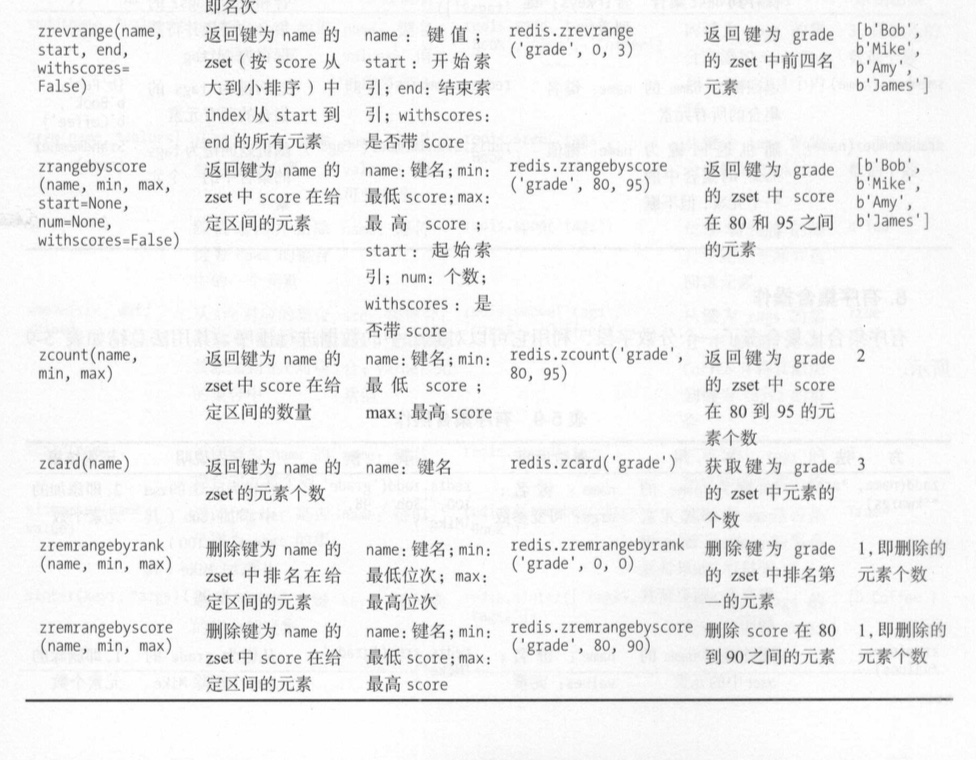 即名次
zrevrange(name, start, end, withscores= False) 返回键为 name 的 zset(按 score 从大到小排序)中 index 从 start 到 end 的所有元素 name:键值; start:开始索引;end:结束索引;withscores:是否带 score redis.zrevrange ('grade', 0, 3) 返回键为 grade 的 zset 中前四名元素 [b'Bob', b'Mike', b'Amy', b'James']
zrangebyscore (name, min, max, start=None, num=None, withscores=False) 返回键为 name 的 zset中 score 在给定区间的元素 name:键名;min:最低 score;max:最高 score start:起始索引;num:个数;withscores:是否带 score redis.zrangebyscore ('grade', 80, 95) 返回键为 grade 的 zset 中 score 在 80 和 95 之间的元素 [b'Bob', b'Mike', b'Amy', b'James']
zcount(name, min, max) 返回键为 name 的 zset中 score 在给定区间的数量 name:键名;min:最低 score;max:最高 score redis.zcount('grade', 80, 95) 返回键为 grade 的 zset 中 score 在 80 到 95 的元素个数 2
zcard(name) 返回键为 name 的 zset的元素个数 name:键名 redis.zcard('grade') 获取键为 grade 的 zset 中元素的个数 3
zremrangebyrank (name, min, max) 删除键为 name 的 zset 中排名在给定区间的元素 name:键名;min:最低位次;max:最高位次 redis.zremrangebyrank ('grade', 0, 0) 删除键为 grade 的 zset 中排名第一的元素 1,即删除的元素个数
zremrangebyscore (name, min, max) 删除键为 name 的 zset中 score 在给定区间的元素 name:键名;min:最低 score;max:最高 score redis.zremrangebyscore ('grade', 80, 90) 删除 score 在 80 到 90 之间的元素 1,即删除的元素个数